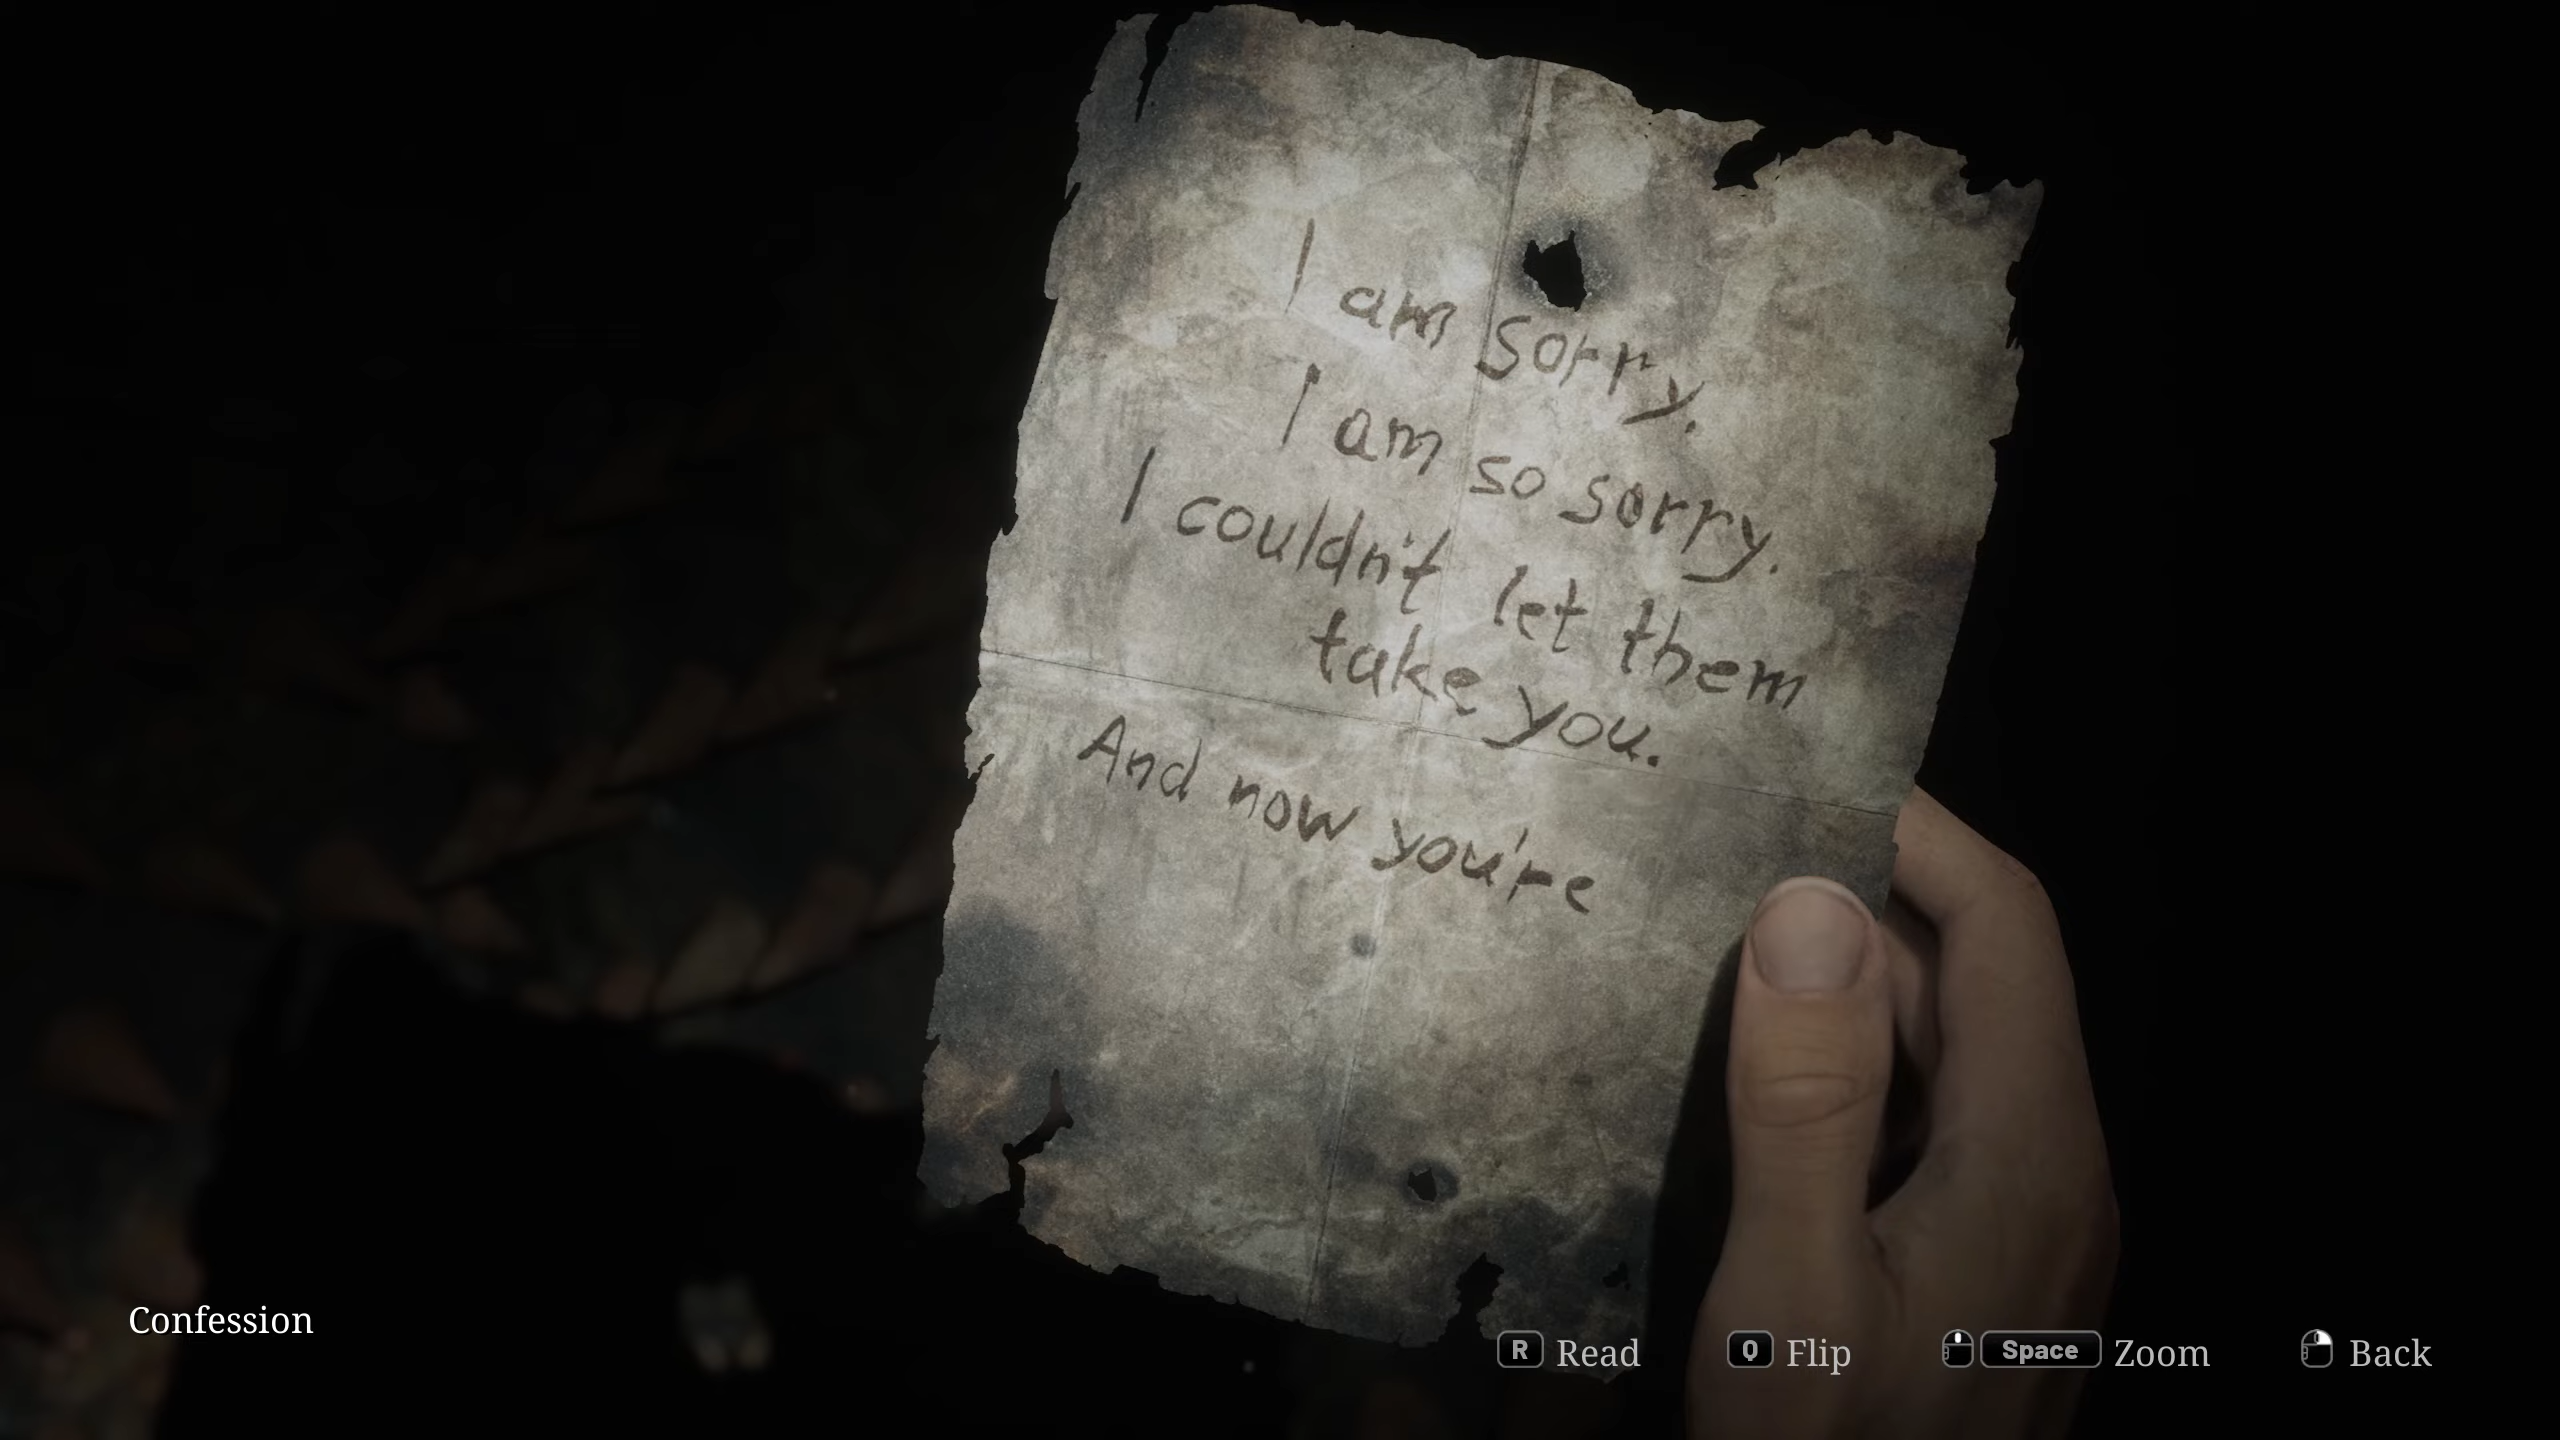 I am sorry.
I am so sorry.
I couldn't let them
take you.
And now you're
Confession
R Read Q Flip Space Zoom Back